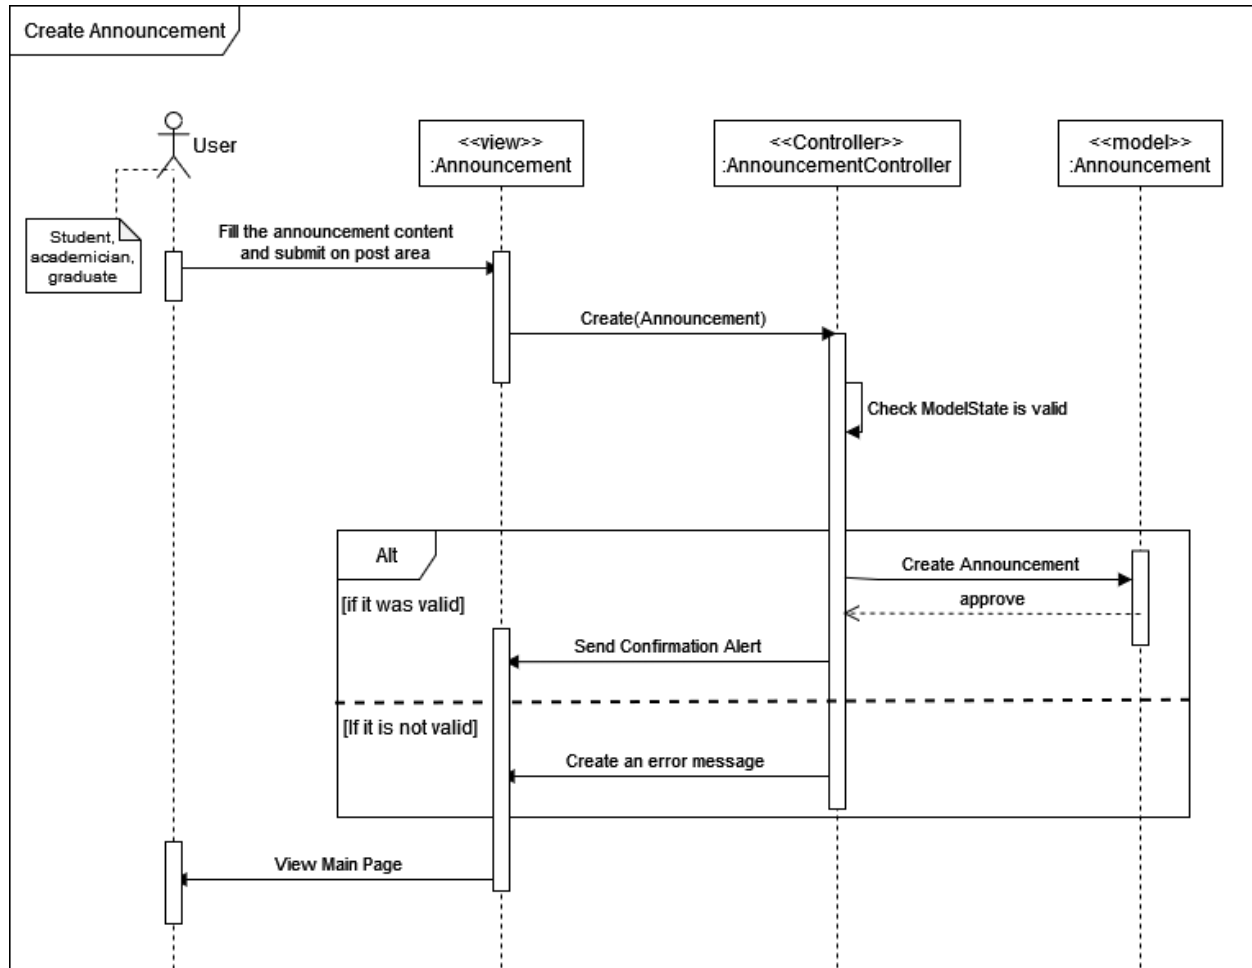 Create Announcement
User
<<view>>
:Announcement
<<Controller>>
:AnnouncementController
<<model>>
:Announcement
Student,
academician,
graduate
Fill the announcement content
and submit on post area
Create(Announcement)
Check ModelState is valid
Alt
Create Announcement
[if it was valid]
approve
Send Confirmation Alert
[If it is not valid]
Create an error message
View Main Page